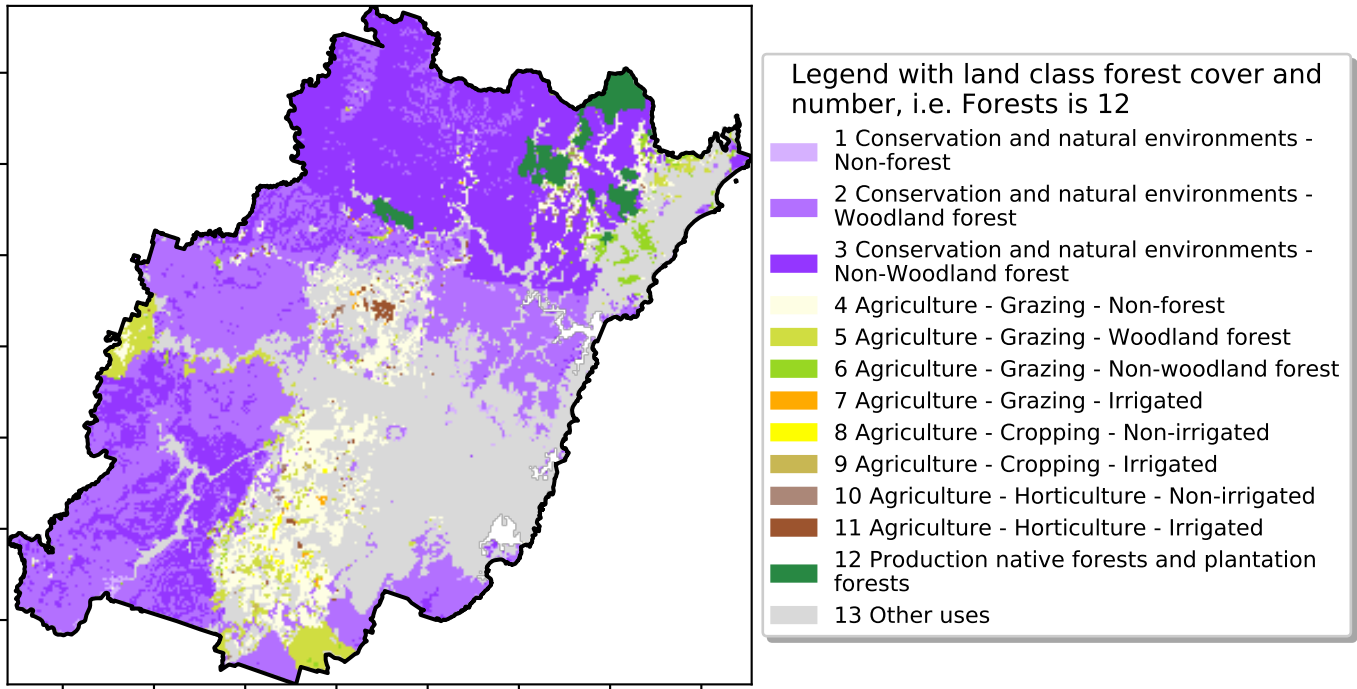 Legend with land class forest cover and
number, i.e. Forests is 12
1 Conservation and natural environments -
Non-forest
2 Conservation and natural environments -
Woodland forest
3 Conservation and natural environments -
Non-Woodland forest
4 Agriculture - Grazing - Non-forest
5 Agriculture - Grazing - Woodland forest
6 Agriculture - Grazing - Non-woodland forest
7 Agriculture - Grazing - Irrigated
8 Agriculture - Cropping - Non-irrigated
9 Agriculture - Cropping - Irrigated
10 Agriculture - Horticulture - Non-irrigated
11 Agriculture - Horticulture - Irrigated
12 Production native forests and plantation
forests
13 Other uses